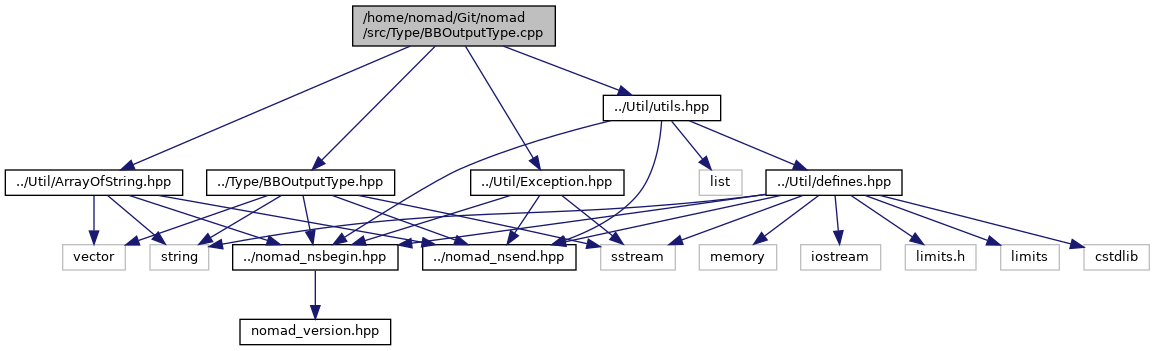 /home/nomad/Git/nomad
/src/Type/BBOutputType.cpp
../Util/utils.hpp
../Util/ArrayOfString.hpp
../Type/BBOutputType.hpp
../Util/Exception.hpp
list
../Util/defines.hpp
vector
string
../nomad_nsbegin.hpp
../nomad_nsend.hpp
sstream
memory
iostream
limits.h
limits
cstdlib
nomad_version.hpp